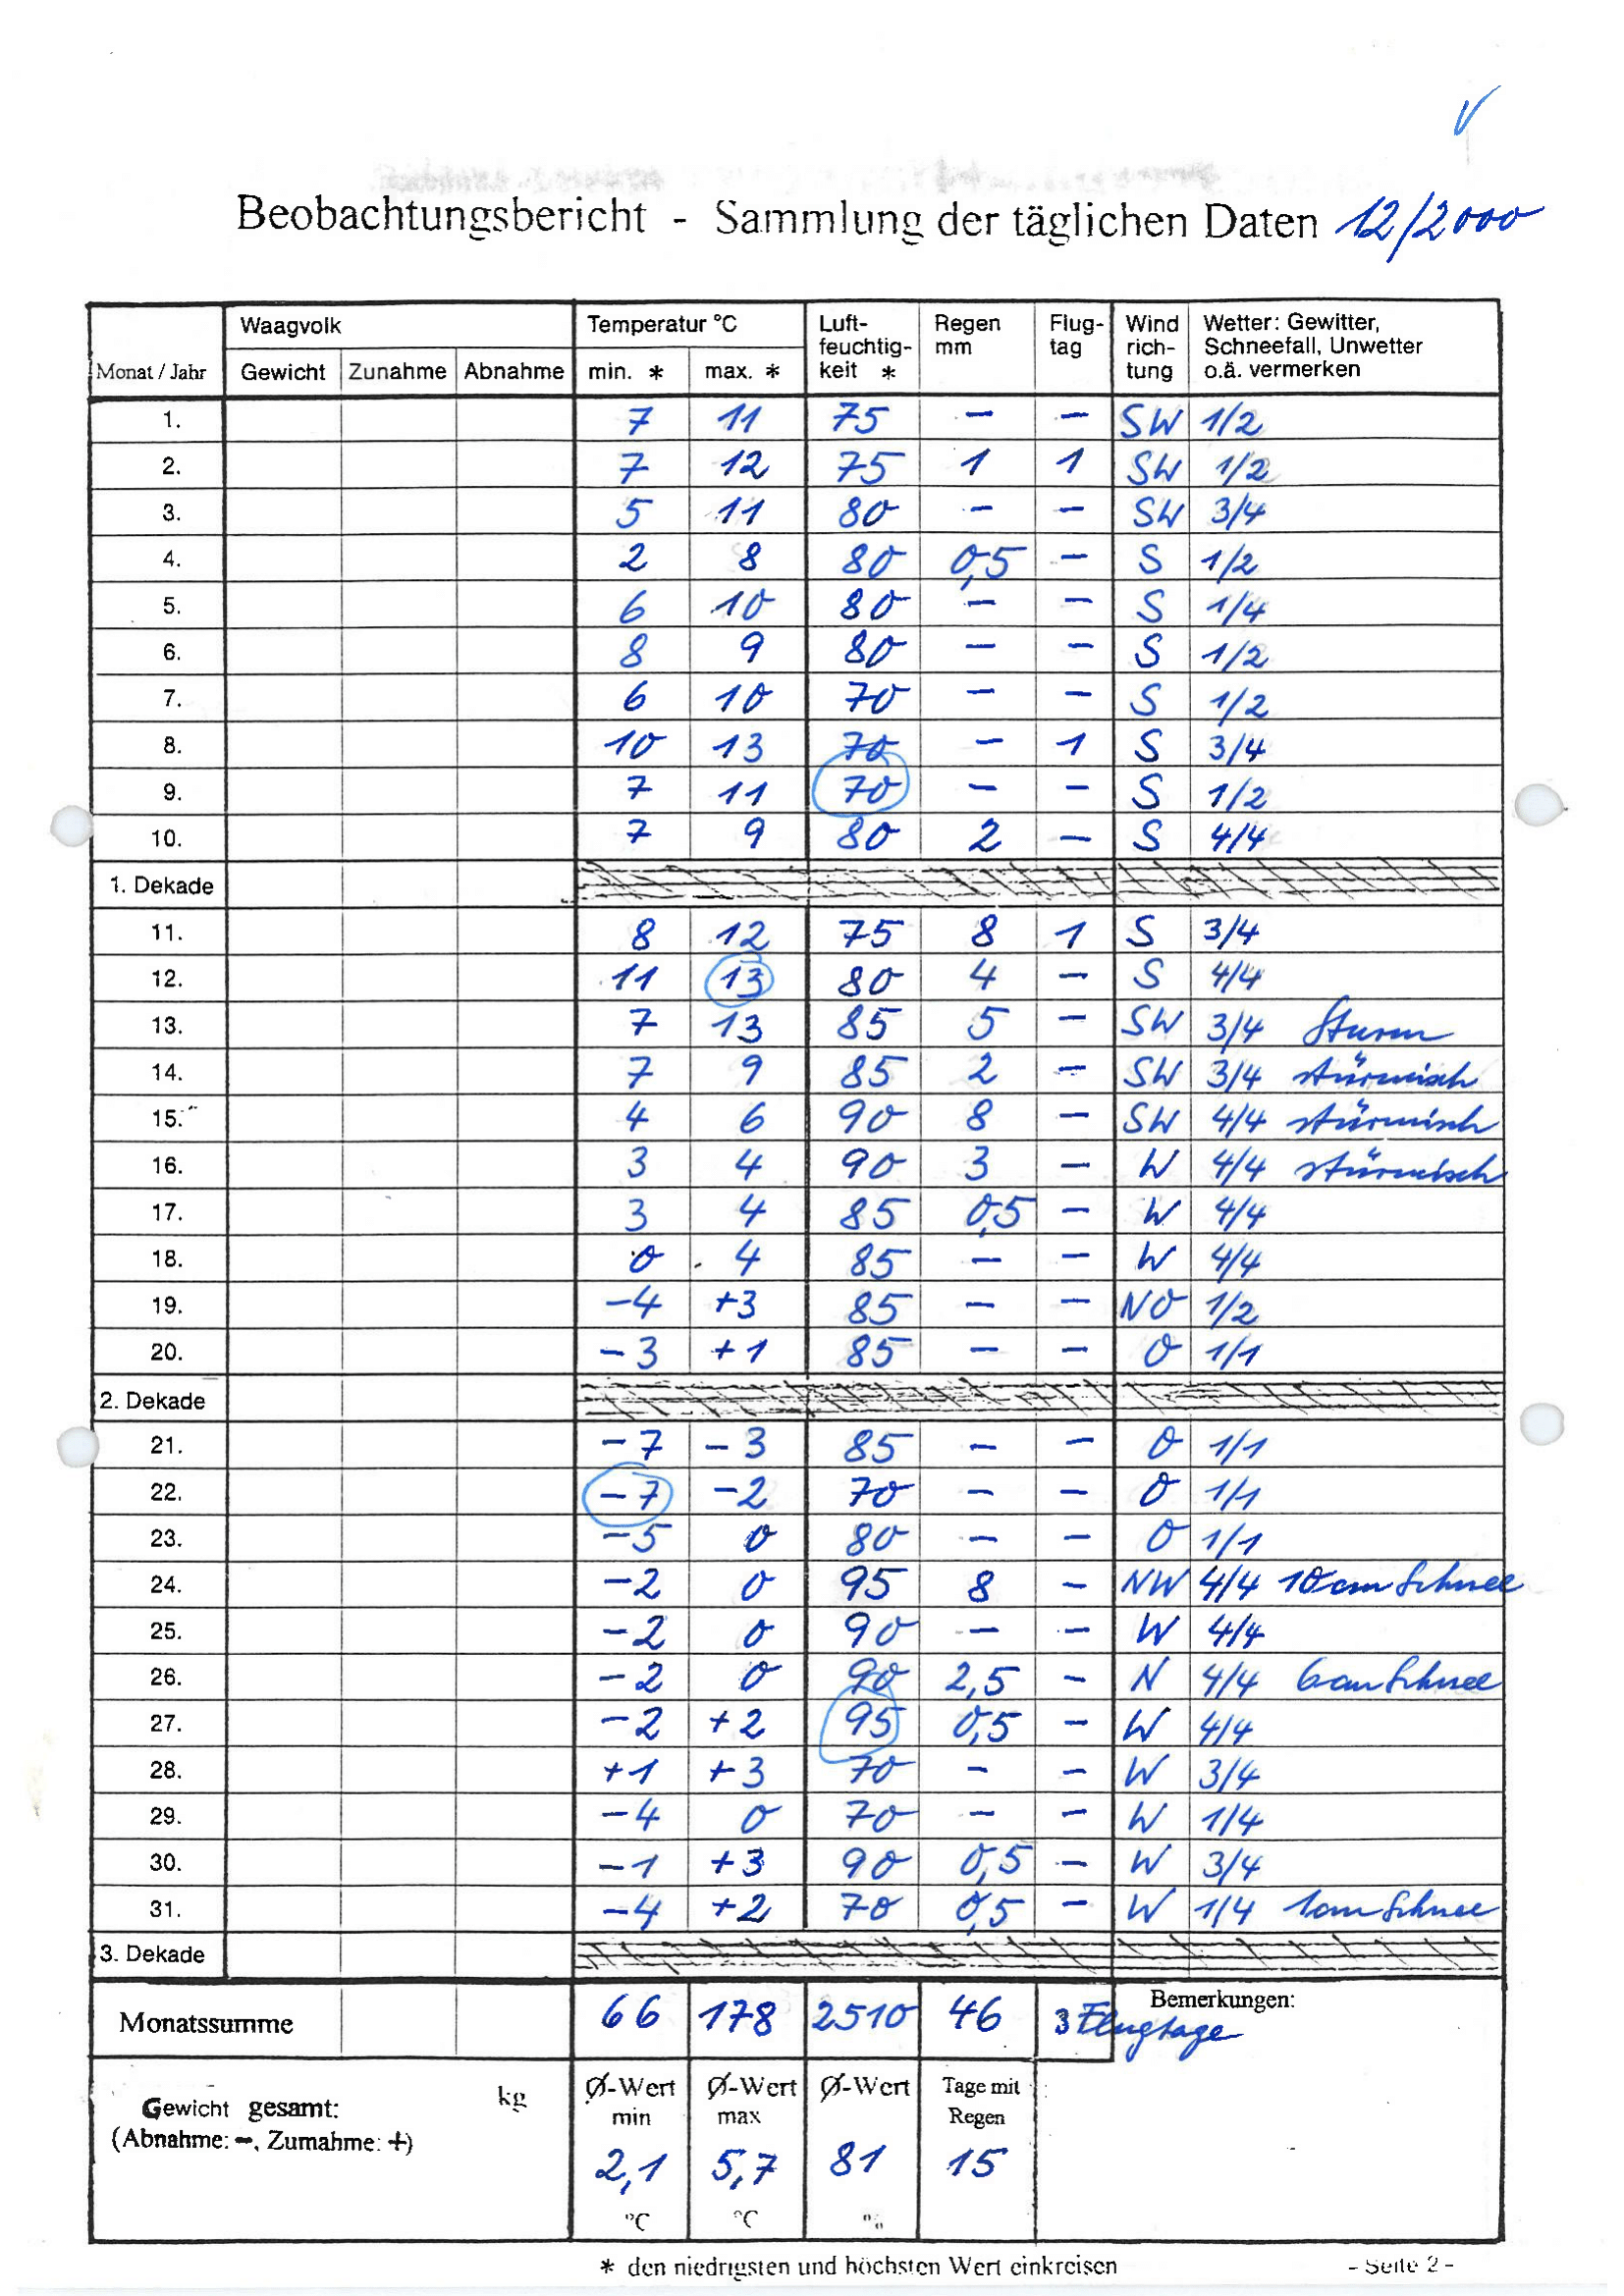 Beobachtungsbericht - Sammlung der täglichen Daten 12/2000
Monat / Jahr Waagvolk Temperatur °C Luft- Regen Flug- Wind Wetter: Gewitter,
feuchtig- mm tag rich- Schneefall, Unwetter
Gewicht Zunahme Abnahme min. * max. * keit * tung o.ä. vermerken
1. 7 11 75 – – SW 1/2
2. 7 12 75 1 1 SW 1/2
3. 5 11 80 – – SW 3/4
4. 2 8 80 0,5 – S 1/2
5. 6 10 80 – – S 1/4
6. 8 9 80 – – S 1/2
7. 6 10 70 – – S 1/2
8. 10 13 70 – 1 S 3/4
9. 7 11 70 – – S 1/2
10. 7 9 80 2 – S 4/4
1. Dekade
11. 8 12 75 8 1 S 3/4
12. 11 13 80 4 – S 4/4
13. 7 13 85 5 – SW 3/4 Sturm
14. 7 9 85 2 – SW 3/4 stürmisch
15. 4 6 90 8 – SW 4/4 stürmisch
16. 3 4 90 3 – W 4/4 stürmisch
17. 3 4 85 0,5 – W 4/4
18. 0 4 85 – – W 4/4
19. –4 +3 85 – – NO 1/2
20. –3 +1 85 – – O 1/1
2. Dekade
21. –7 –3 85 – – O 1/1
22. –7 –2 70 – – O 1/1
23. –5 0 80 – – O 1/1
24. –2 0 95 8 – NW 4/4 10 cm Schnee
25. –2 0 90 – – W 4/4
26. –2 0 90 2,5 – N 4/4 6 cm Schnee
27. –2 +2 95 0,5 – W 4/4
28. +1 +3 70 – – W 3/4
29. –4 0 70 – – W 1/4
30. –1 +3 90 0,5 – W 3/4
31. –4 +2 70 0,5 – W 1/4 1 cm Schnee
3. Dekade
Monatssumme 66 178 2510 46 3 Flugtage Bemerkungen:
Gewicht gesamt: kg Ø-Wert Ø-Wert Ø-Wert Tage mit
min max Regen
(Abnahme: –, Zumahme: +)
2,1 5,7 81 15
°C °C %
* den niedrigsten und höchsten Wert einkreisen - Seite 2 -